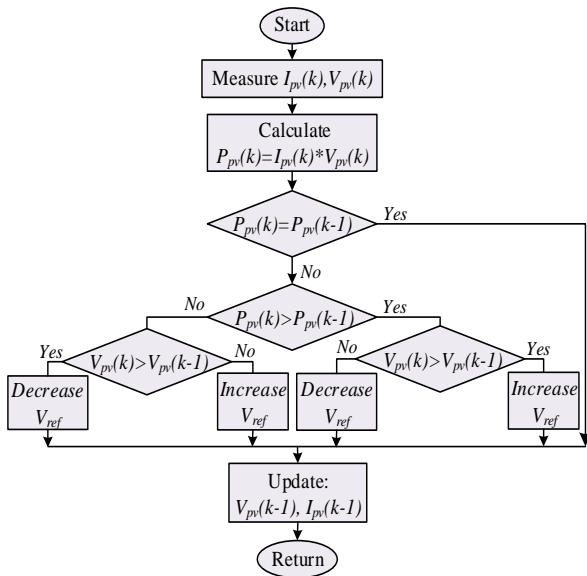 Start
Measure I_pv(k),V_pv(k)
Calculate
P_pv(k)=I_pv(k)*V_pv(k)
P_pv(k)=P_pv(k-1)
Yes
No
No
P_pv(k)>P_pv(k-1)
Yes
Yes
V_pv(k)>V_pv(k-1)
No
No
V_pv(k)>V_pv(k-1)
Yes
Decrease
V_ref
Increase
V_ref
Decrease
V_ref
Increase
V_ref
Update:
V_pv(k-1), I_pv(k-1)
Return